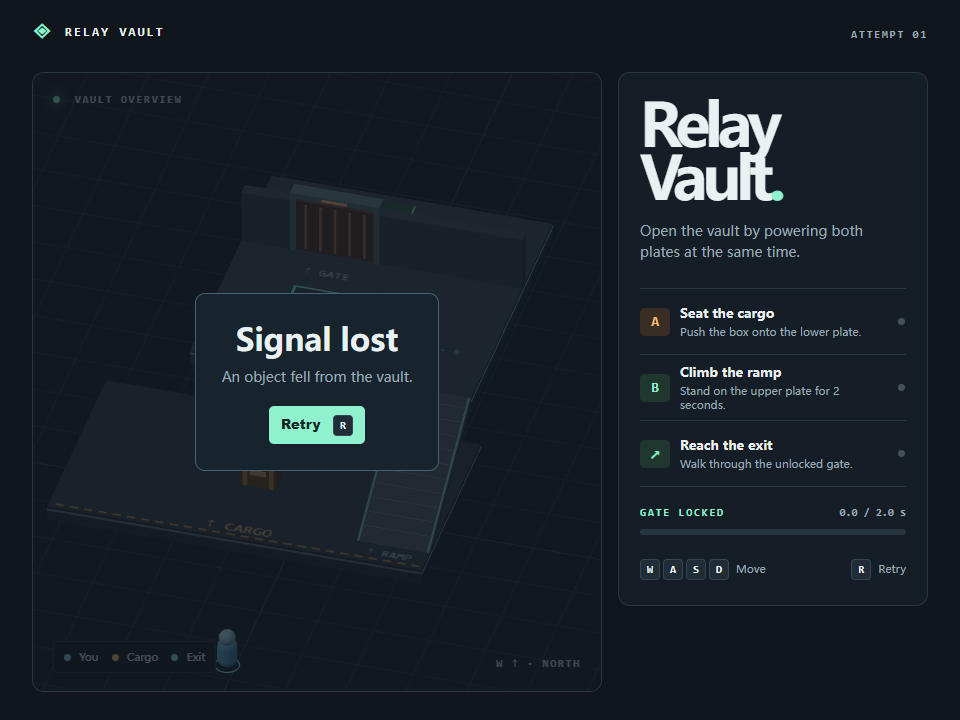 RELAY VAULT
ATTEMPT 01
VAULT OVERVIEW
↑ GATE
Signal lost
An object fell from the vault.
Retry R
↑ CARGO
↑ RAMP
You Cargo Exit
W ↑ · NORTH
Relay
Vault.
Open the vault by powering both
plates at the same time.
A Seat the cargo
Push the box onto the lower plate.
B Climb the ramp
Stand on the upper plate for 2
seconds.
↗ Reach the exit
Walk through the unlocked gate.
GATE LOCKED 0.0 / 2.0 s
W A S D Move R Retry